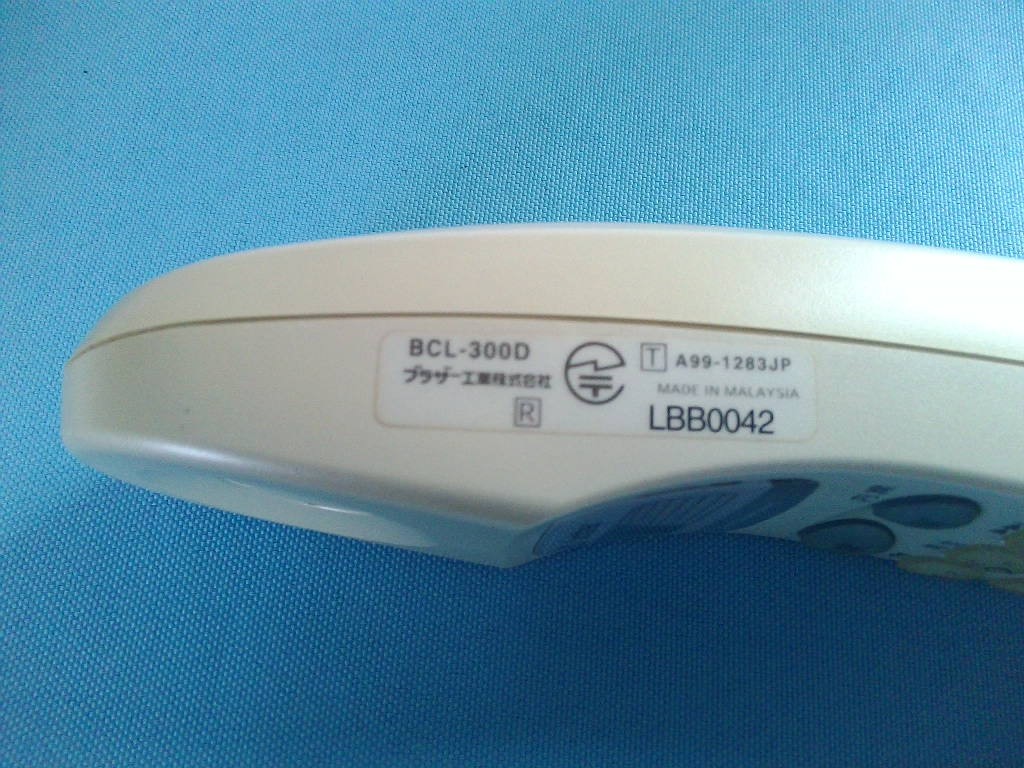 BCL-300D
ブラザー工業株式会社
R
T A99-1283JP
MADE IN MALAYSIA
LBB0042